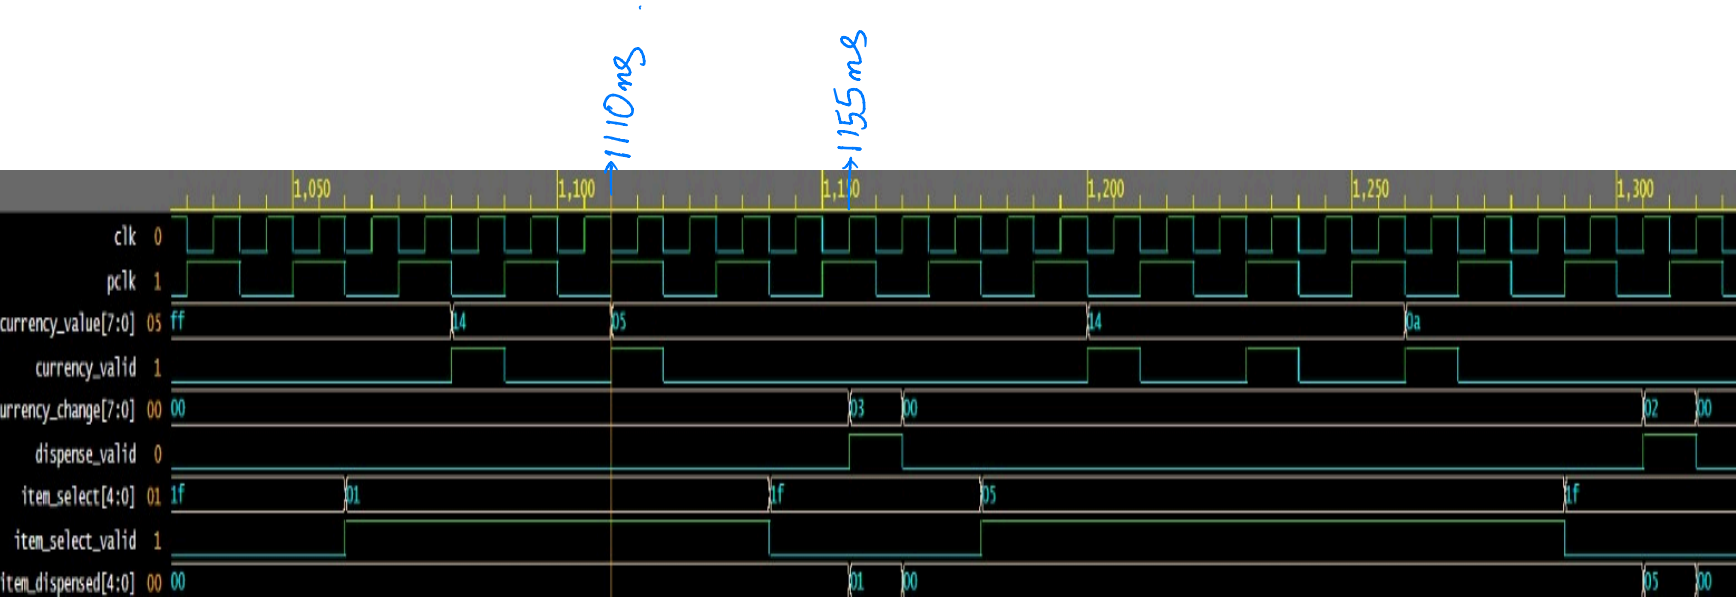 1110ns
1155ns
1,050 1,100 1,150 1,200 1,250 1,300
clk 0
pclk 1
currency_value[7:0] 05 ff 14 05 14 0a
currency_valid 1
urrency_change[7:0] 00 00 03 00 02 00
dispense_valid 0
item_select[4:0] 01 1f 01 1f 05 1f
item_select_valid 1
item_dispensed[4:0] 00 00 01 00 05 00